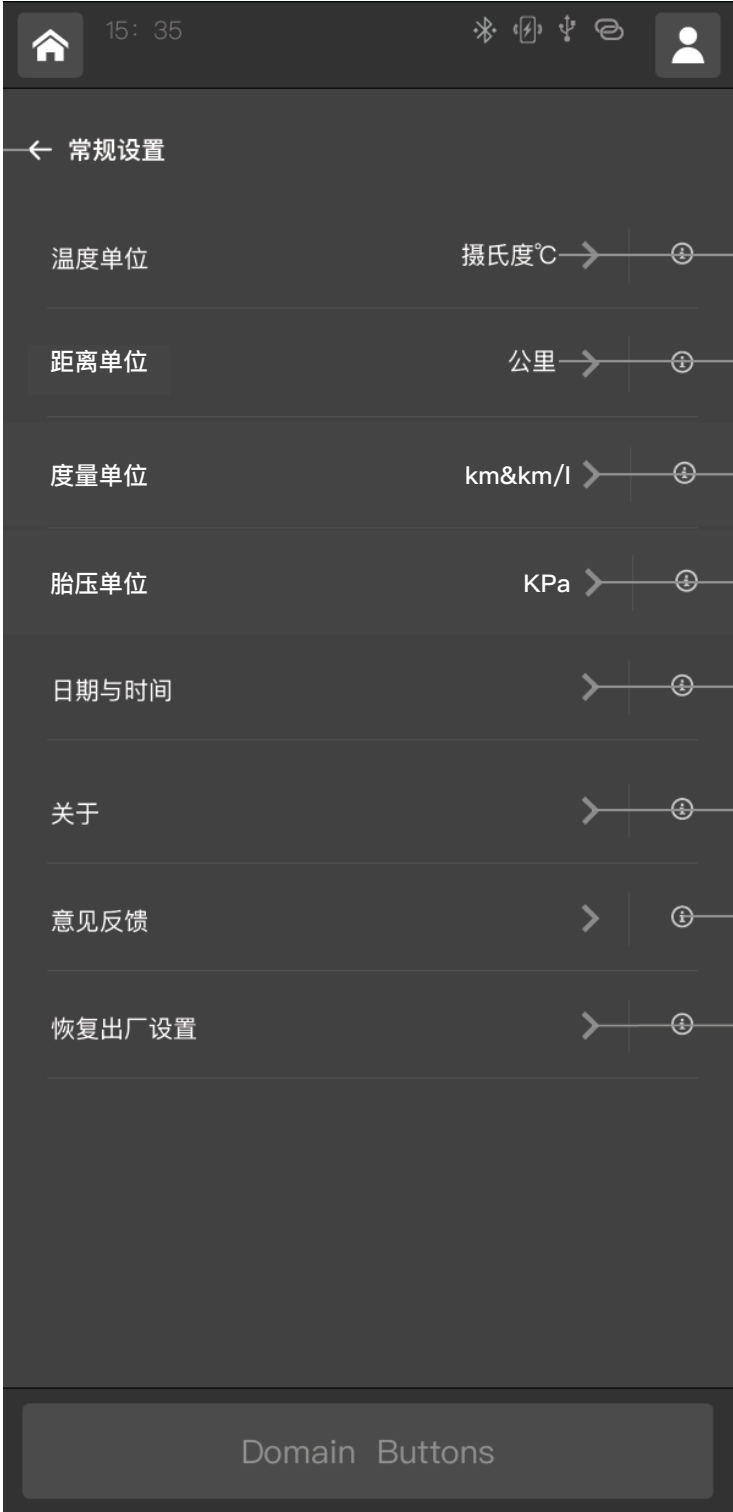 15: 35
常规设置
温度单位 摄氏度℃
距离单位 公里
度量单位 km&km/l
胎压单位 KPa
日期与时间
关于
意见反馈
恢复出厂设置
Domain Buttons